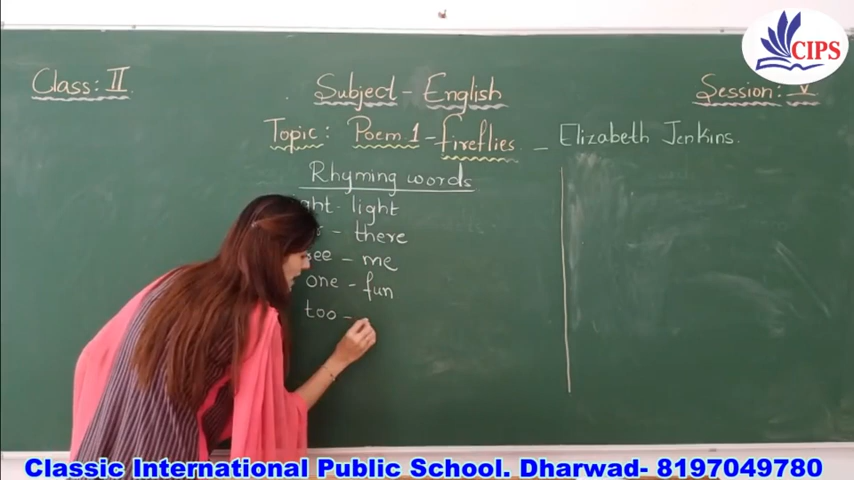 CIPS
Class: II
Subject - English
Session: V
Topic: Poem.1 - fireflies _ Elizabeth Jenkins.
Rhyming words
light
- there
see - me
one - fun
too -
Classic International Public School. Dharwad- 8197049780